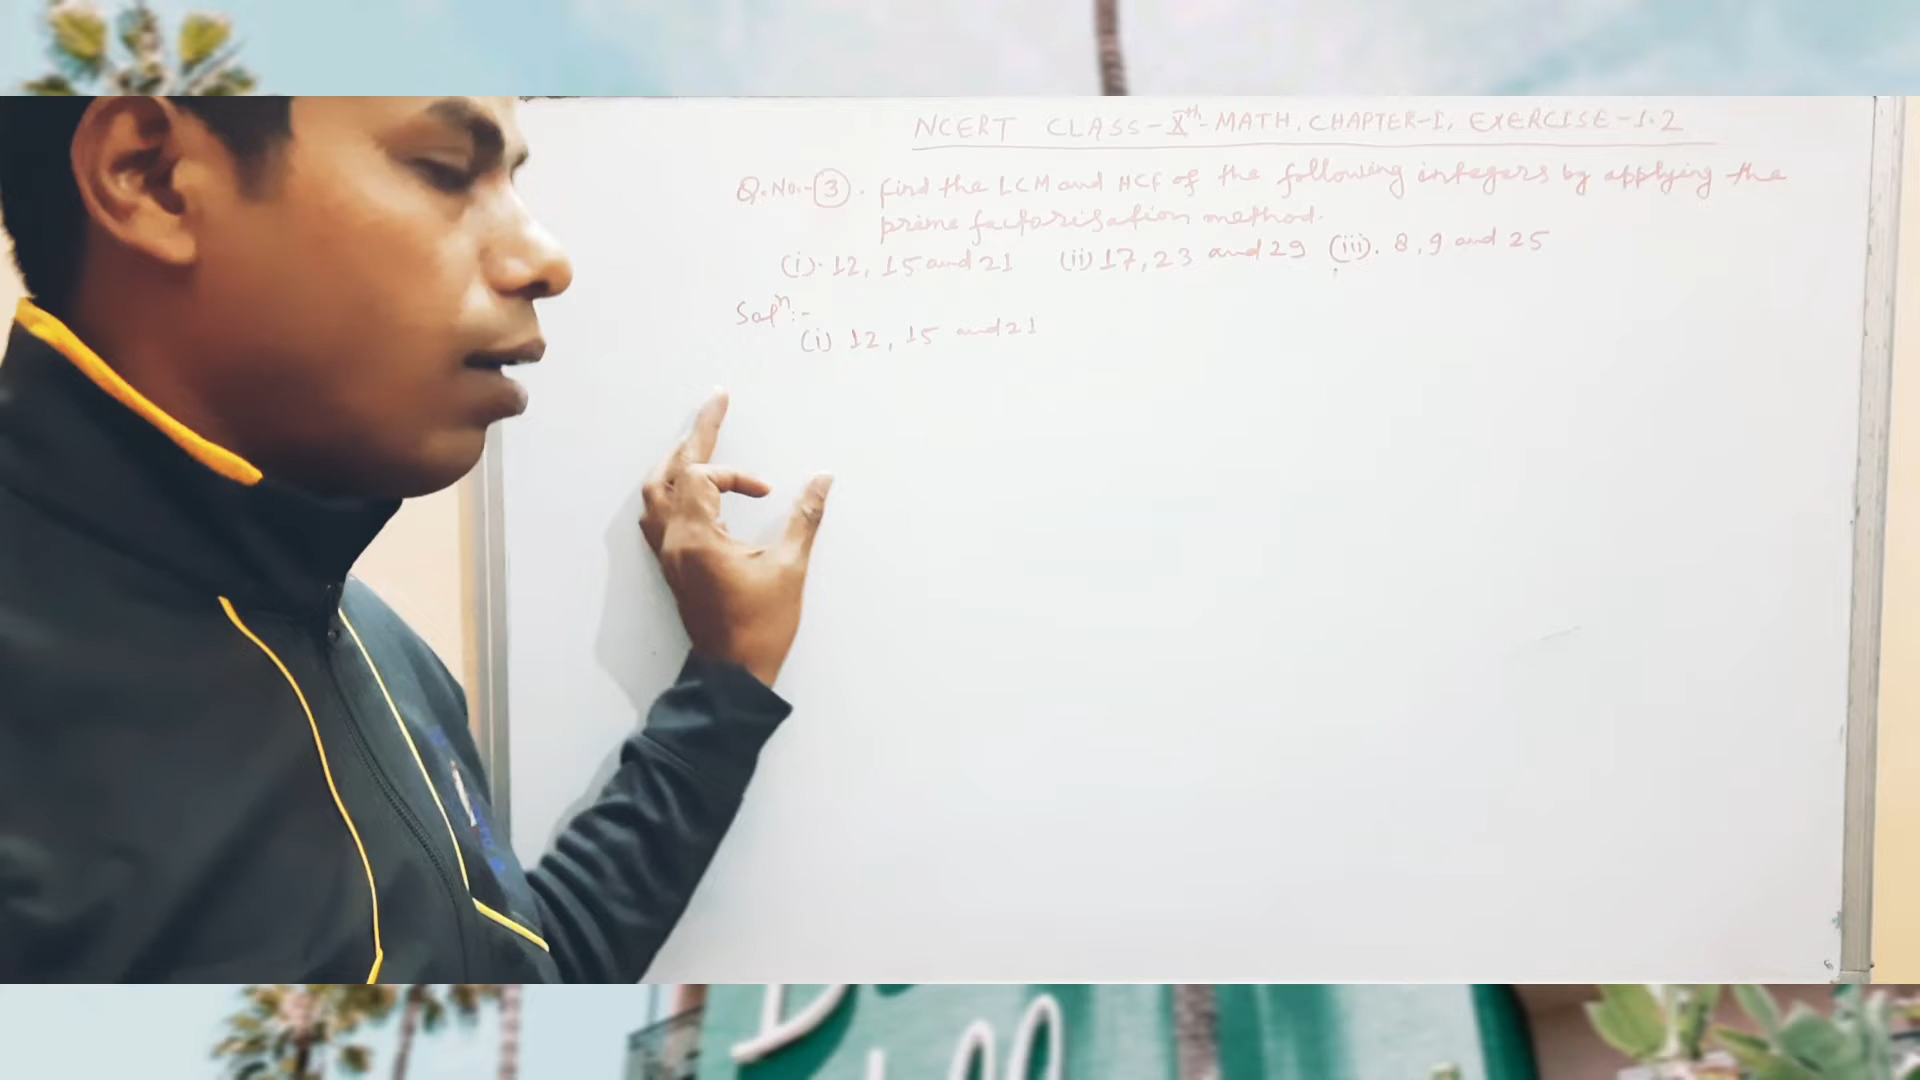 NCERT CLASS-Xth-MATH, CHAPTER-I, EXERCISE-1.2
Q.No.-(3). Find the LCM and HCF of the following integers by applying the
prime factorisation method.
(i). 12, 15 and 21 (ii) 17, 23 and 29 (iii). 8, 9 and 25
Solⁿ:-
(i) 12, 15 and 21